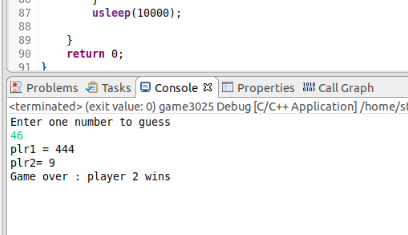 86 }
87 usleep(10000);
88
89 }
90 return 0;
91 }
Problems Tasks Console Properties Call Graph
<terminated> (exit value: 0) game3025 Debug [C/C++ Application] /home/st
Enter one number to guess
46
plr1 = 444
plr2= 9
Game over : player 2 wins